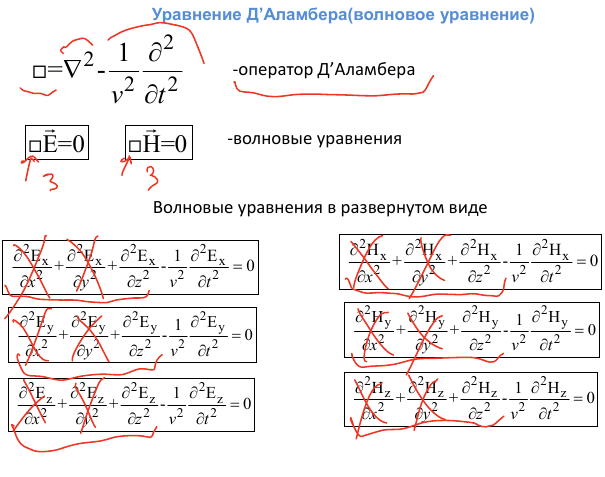 Уравнение Д’Аламбера(волновое уравнение)
□=∇²-1/v² ∂²/∂t² -оператор Д’Аламбера
□E⃗=0 □H⃗=0 -волновые уравнения
3 3
Волновые уравнения в развернутом виде
∂²Eₓ/∂x²+∂²Eₓ/∂y²+∂²Eₓ/∂z²-1/v² ∂²Eₓ/∂t²=0 ∂²Hₓ/∂x²+∂²Hₓ/∂y²+∂²Hₓ/∂z²-1/v² ∂²Hₓ/∂t²=0
∂²E_y/∂x²+∂²E_y/∂y²+∂²E_y/∂z²-1/v² ∂²E_y/∂t²=0 ∂²H_y/∂x²+∂²H_y/∂y²+∂²H_y/∂z²-1/v² ∂²H_y/∂t²=0
∂²E_z/∂x²+∂²E_z/∂y²+∂²E_z/∂z²-1/v² ∂²E_z/∂t²=0 ∂²H_z/∂x²+∂²H_z/∂y²+∂²H_z/∂z²-1/v² ∂²H_z/∂t²=0